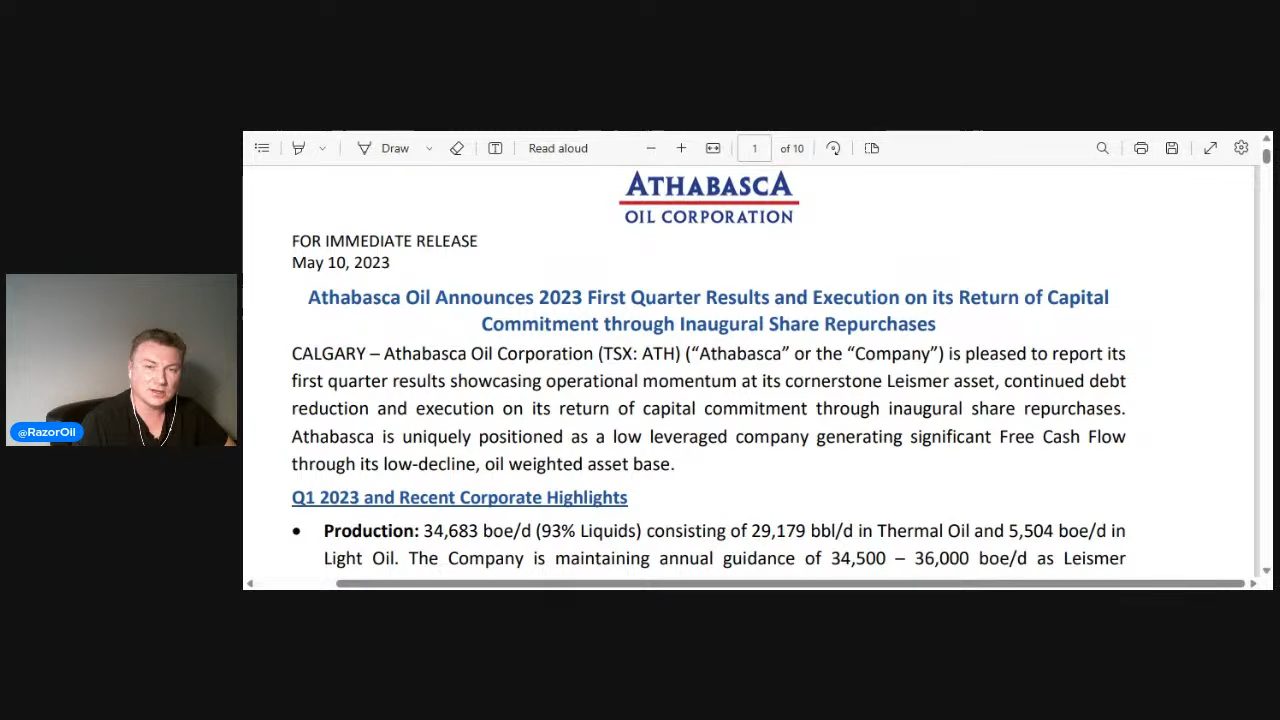 Draw
Read aloud
1
of 10
ATHABASCA
OIL CORPORATION
FOR IMMEDIATE RELEASE
May 10, 2023
Athabasca Oil Announces 2023 First Quarter Results and Execution on its Return of Capital
Commitment through Inaugural Share Repurchases
CALGARY – Athabasca Oil Corporation (TSX: ATH) (“Athabasca” or the “Company”) is pleased to report its
first quarter results showcasing operational momentum at its cornerstone Leismer asset, continued debt
reduction and execution on its return of capital commitment through inaugural share repurchases.
Athabasca is uniquely positioned as a low leveraged company generating significant Free Cash Flow
through its low-decline, oil weighted asset base.
Q1 2023 and Recent Corporate Highlights
• Production: 34,683 boe/d (93% Liquids) consisting of 29,179 bbl/d in Thermal Oil and 5,504 boe/d in
Light Oil. The Company is maintaining annual guidance of 34,500 – 36,000 boe/d as Leismer
@RazorOil